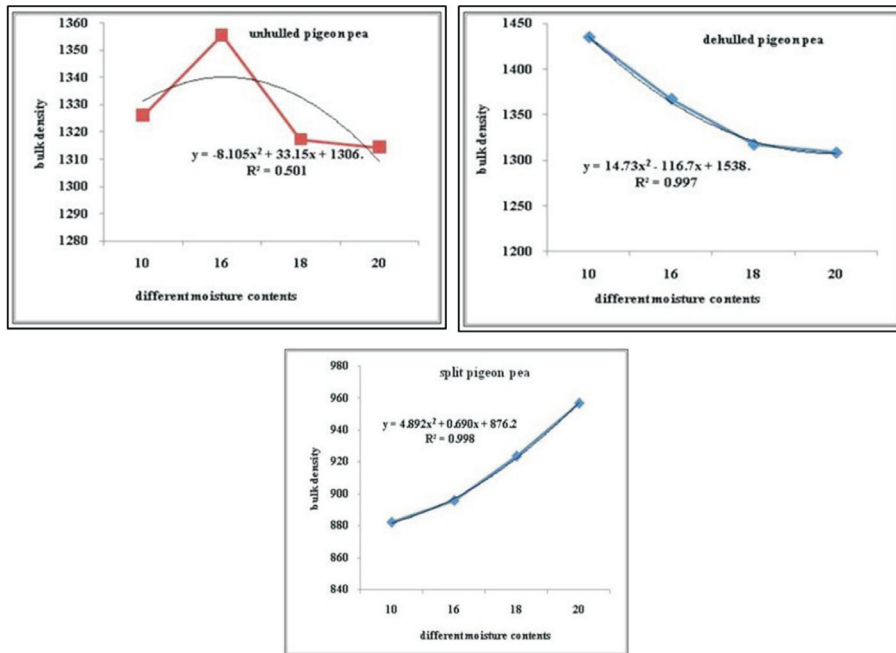 unhulled pigeon pea
1360
1350
1340
1330
1320
1310
1300
1290
1280
bulk density
y = -8.105x² + 33.15x + 1306.
R² = 0.501
10 16 18 20
different moisture contents
dehulled pigeon pea
1450
1400
1350
1300
1250
1200
bulk density
y = 14.73x² - 116.7x + 1538.
R² = 0.997
10 16 18 20
different moisture contents
split pigeon pea
980
960
940
920
900
880
860
840
bulk density
y = 4.892x² + 0.690x + 876.2
R² = 0.998
10 16 18 20
different moisture contents